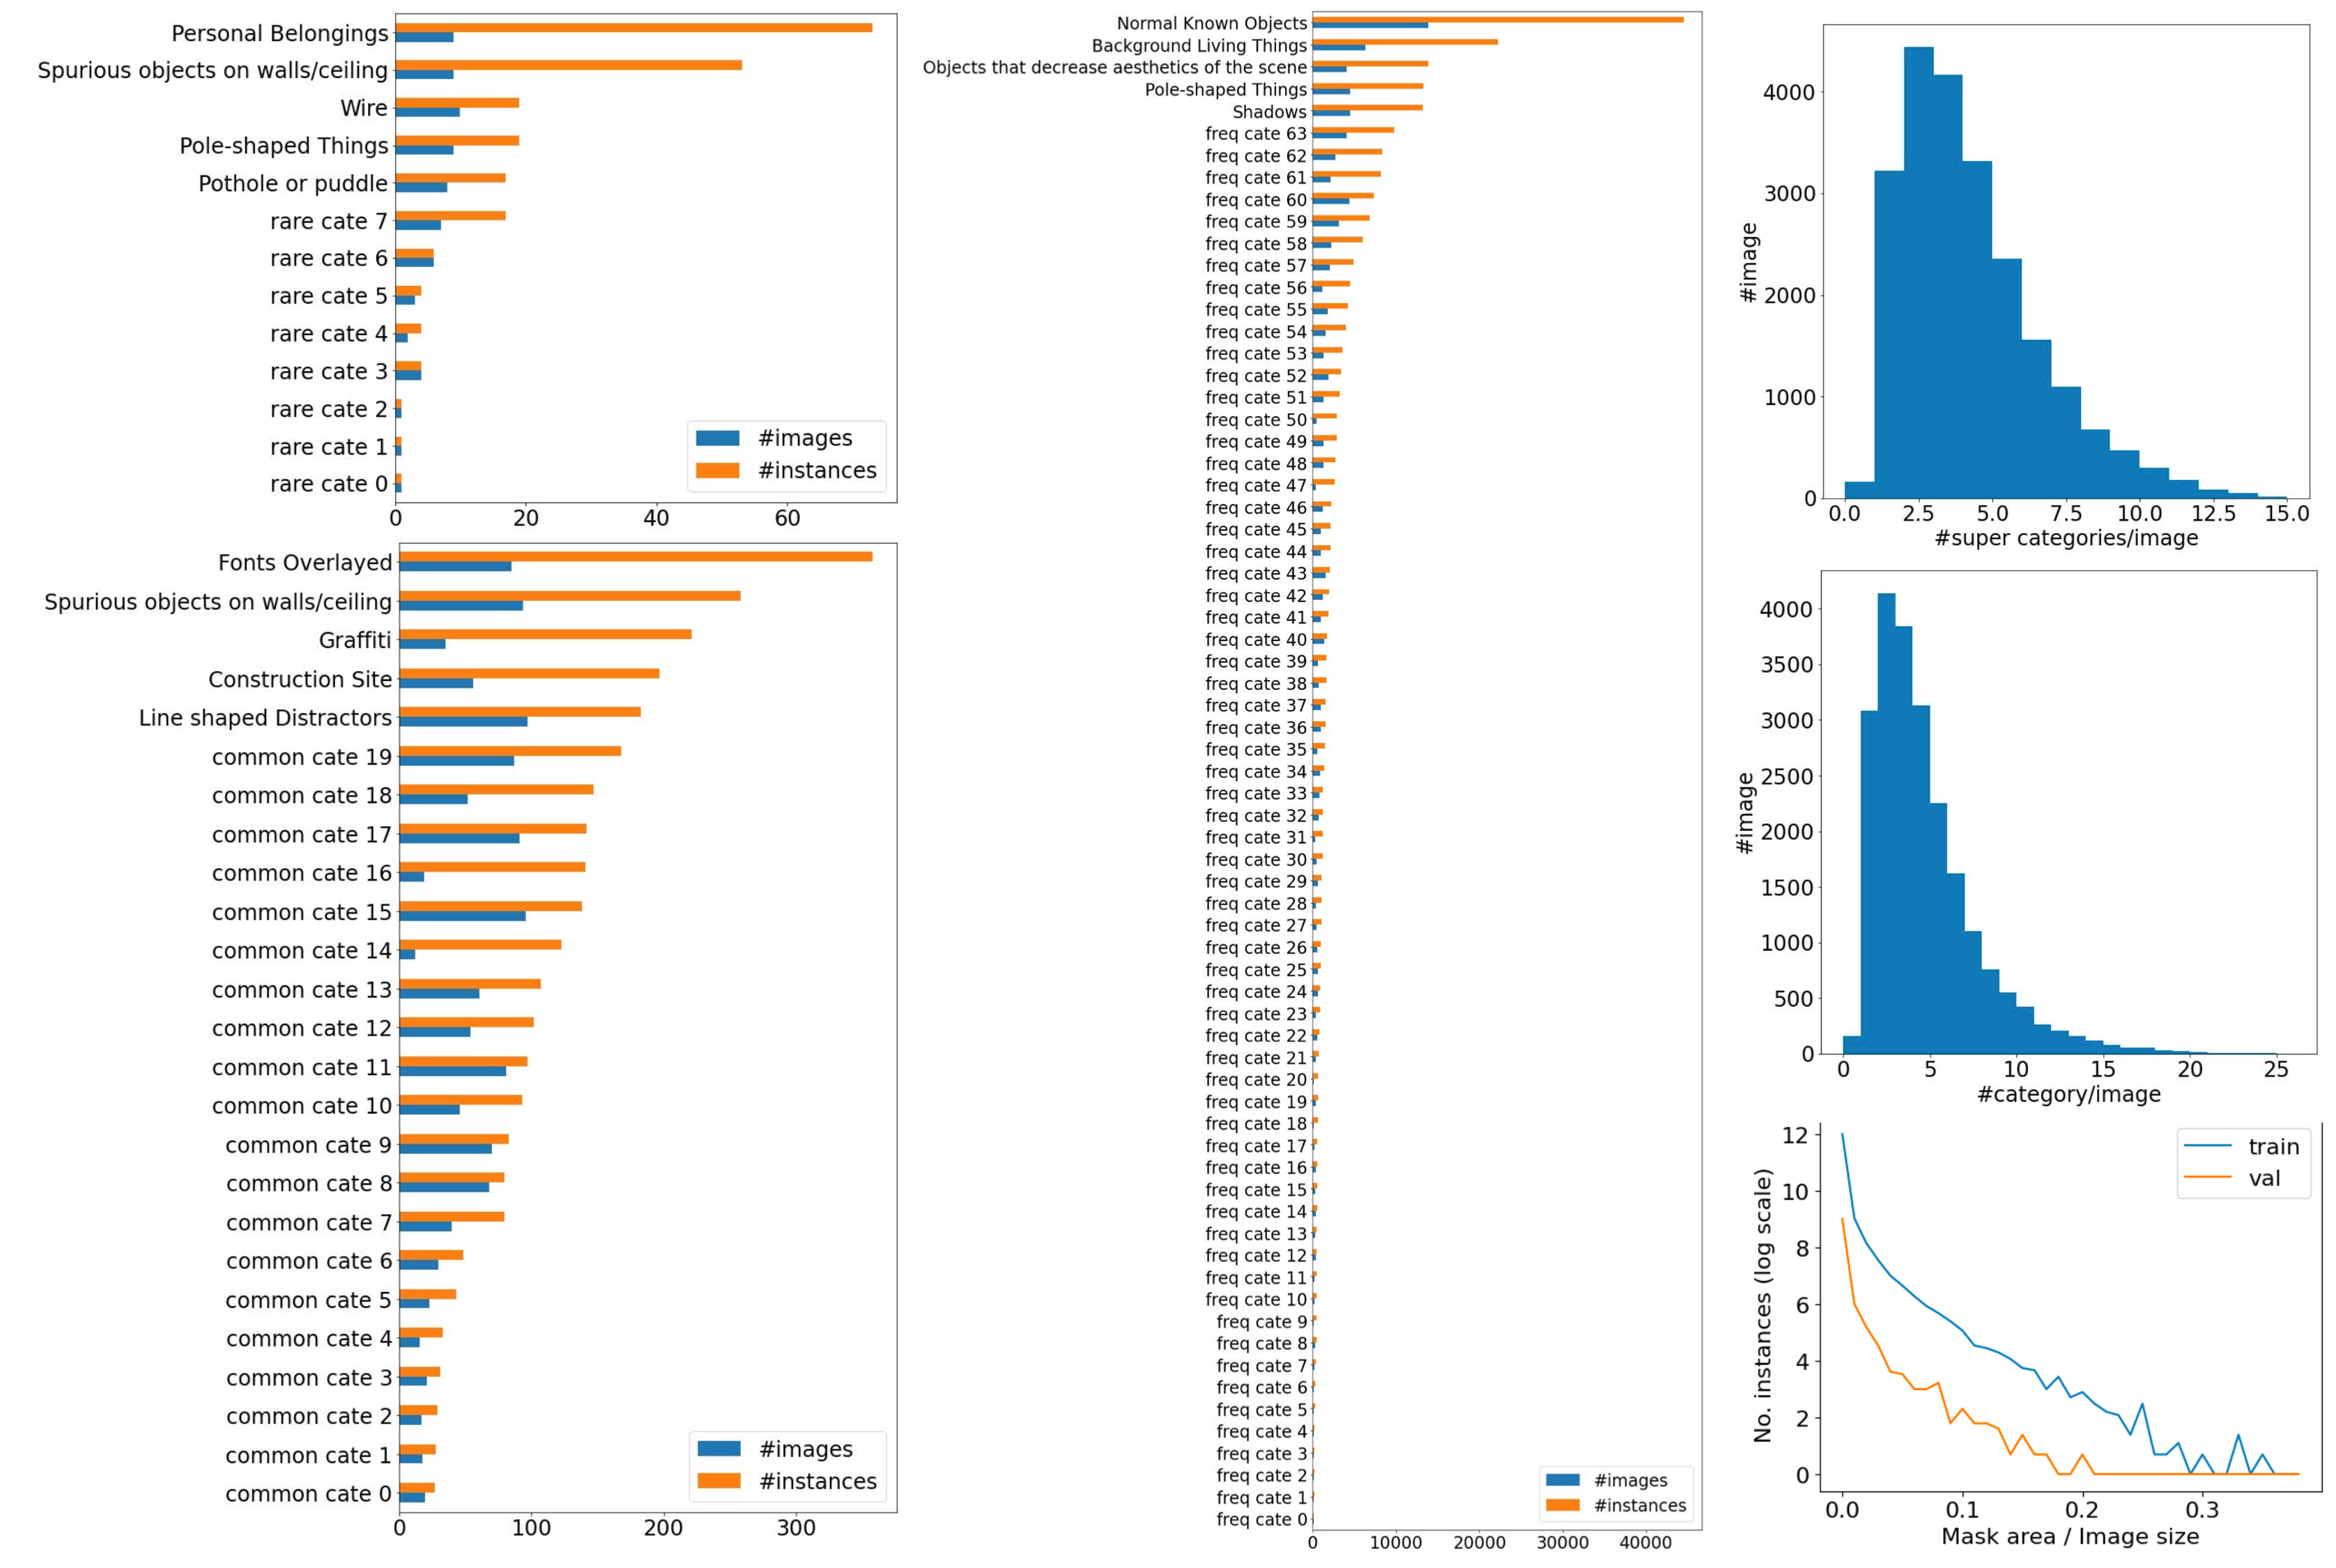 Personal Belongings
Spurious objects on walls/ceiling
Wire
Pole-shaped Things
Pothole or puddle
rare cate 7
rare cate 6
rare cate 5
rare cate 4
rare cate 3
rare cate 2
rare cate 1
rare cate 0
#images
#instances
0 20 40 60
Fonts Overlayed
Spurious objects on walls/ceiling
Graffiti
Construction Site
Line shaped Distractors
common cate 19
common cate 18
common cate 17
common cate 16
common cate 15
common cate 14
common cate 13
common cate 12
common cate 11
common cate 10
common cate 9
common cate 8
common cate 7
common cate 6
common cate 5
common cate 4
common cate 3
common cate 2
common cate 1
common cate 0
#images
#instances
0 100 200 300
Normal Known Objects
Background Living Things
Objects that decrease aesthetics of the scene
Pole-shaped Things
Shadows
freq cate 63
freq cate 62
freq cate 61
freq cate 60
freq cate 59
freq cate 58
freq cate 57
freq cate 56
freq cate 55
freq cate 54
freq cate 53
freq cate 52
freq cate 51
freq cate 50
freq cate 49
freq cate 48
freq cate 47
freq cate 46
freq cate 45
freq cate 44
freq cate 43
freq cate 42
freq cate 41
freq cate 40
freq cate 39
freq cate 38
freq cate 37
freq cate 36
freq cate 35
freq cate 34
freq cate 33
freq cate 32
freq cate 31
freq cate 30
freq cate 29
freq cate 28
freq cate 27
freq cate 26
freq cate 25
freq cate 24
freq cate 23
freq cate 22
freq cate 21
freq cate 20
freq cate 19
freq cate 18
freq cate 17
freq cate 16
freq cate 15
freq cate 14
freq cate 13
freq cate 12
freq cate 11
freq cate 10
freq cate 9
freq cate 8
freq cate 7
freq cate 6
freq cate 5
freq cate 4
freq cate 3
freq cate 2
freq cate 1
freq cate 0
#images
#instances
0 10000 20000 30000 40000
#image
4000
3000
2000
1000
0
0.0 2.5 5.0 7.5 10.0 12.5 15.0
#super categories/image
#image
4000
3500
3000
2500
2000
1500
1000
500
0
0 5 10 15 20 25
#category/image
No. instances (log scale)
12
10
8
6
4
2
0
train
val
0.0 0.1 0.2 0.3
Mask area / Image size